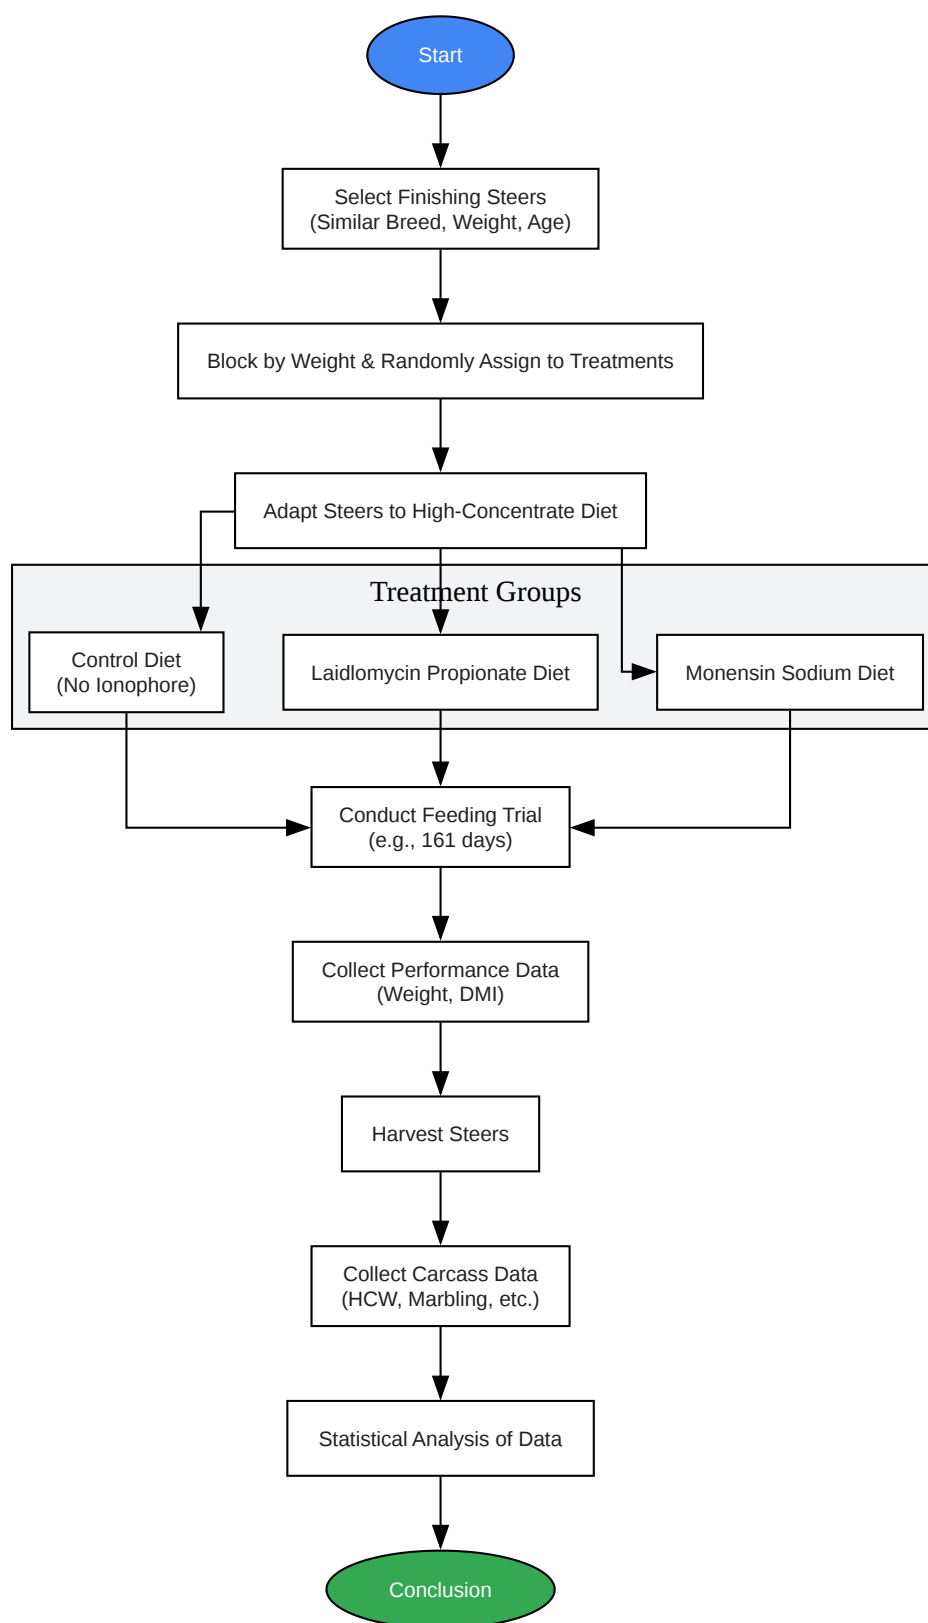 Start
Select Finishing Steers
(Similar Breed, Weight, Age)
Block by Weight & Randomly Assign to Treatments
Adapt Steers to High-Concentrate Diet
Treatment Groups
Control Diet
(No Ionophore)
Laidlomycin Propionate Diet
Monensin Sodium Diet
Conduct Feeding Trial
(e.g., 161 days)
Collect Performance Data
(Weight, DMI)
Harvest Steers
Collect Carcass Data
(HCW, Marbling, etc.)
Statistical Analysis of Data
Conclusion